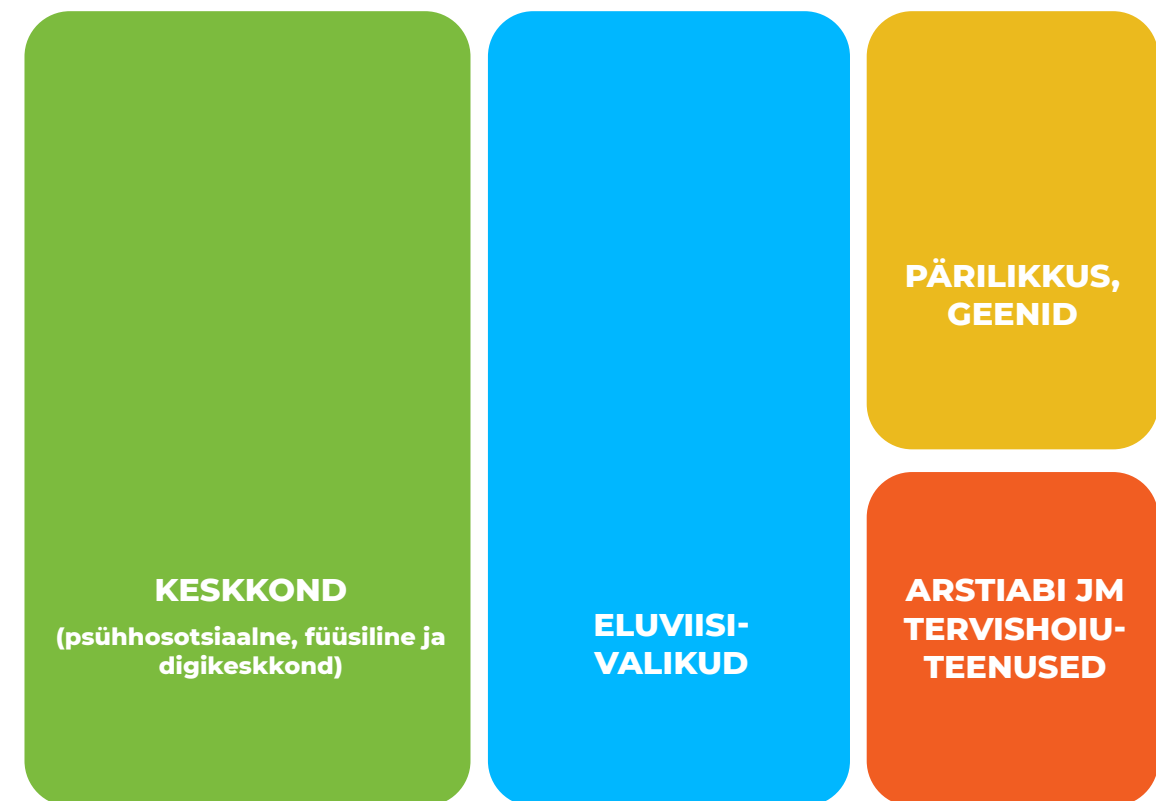 KESKKOND
(psühhosotsiaalne, füüsiline ja
digikeskkond)
ELUVIISI-
VALIKUD
PÄRILIKKUS,
GEENID
ARSTIABI JM
TERVISHOIU-
TEENUSED